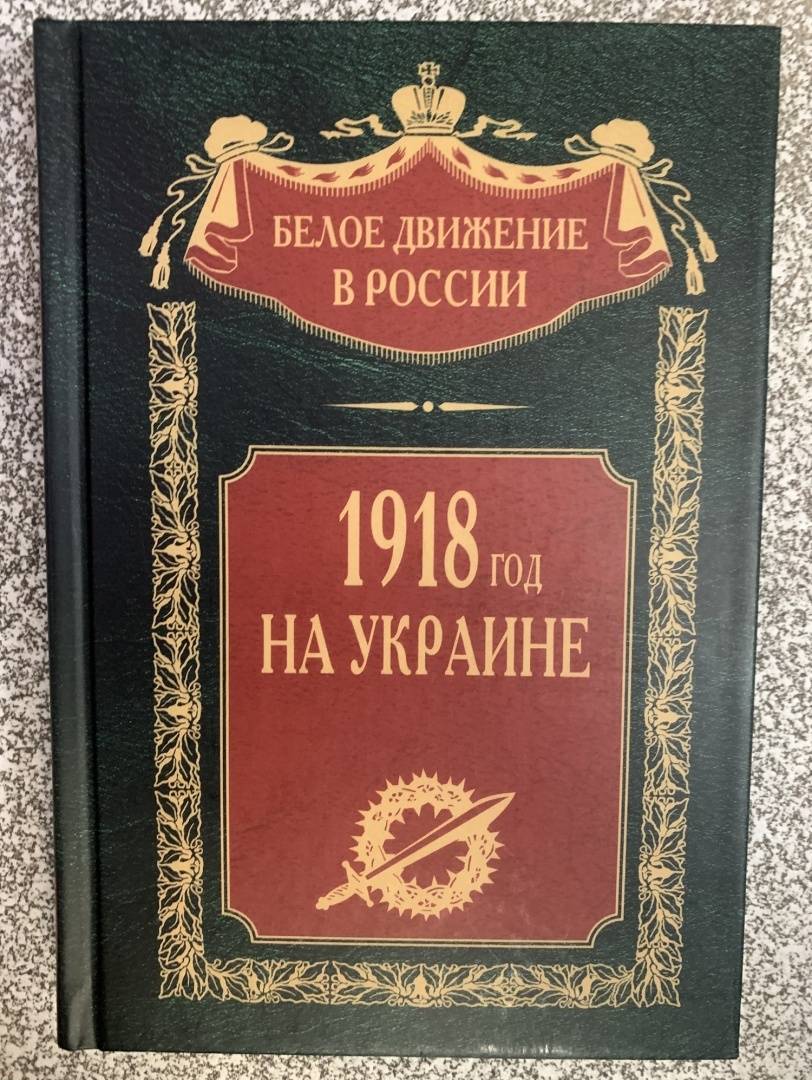 БЕЛОЕ ДВИЖЕНИЕ
В РОССИИ
1918 ГОД
НА УКРАИНЕ